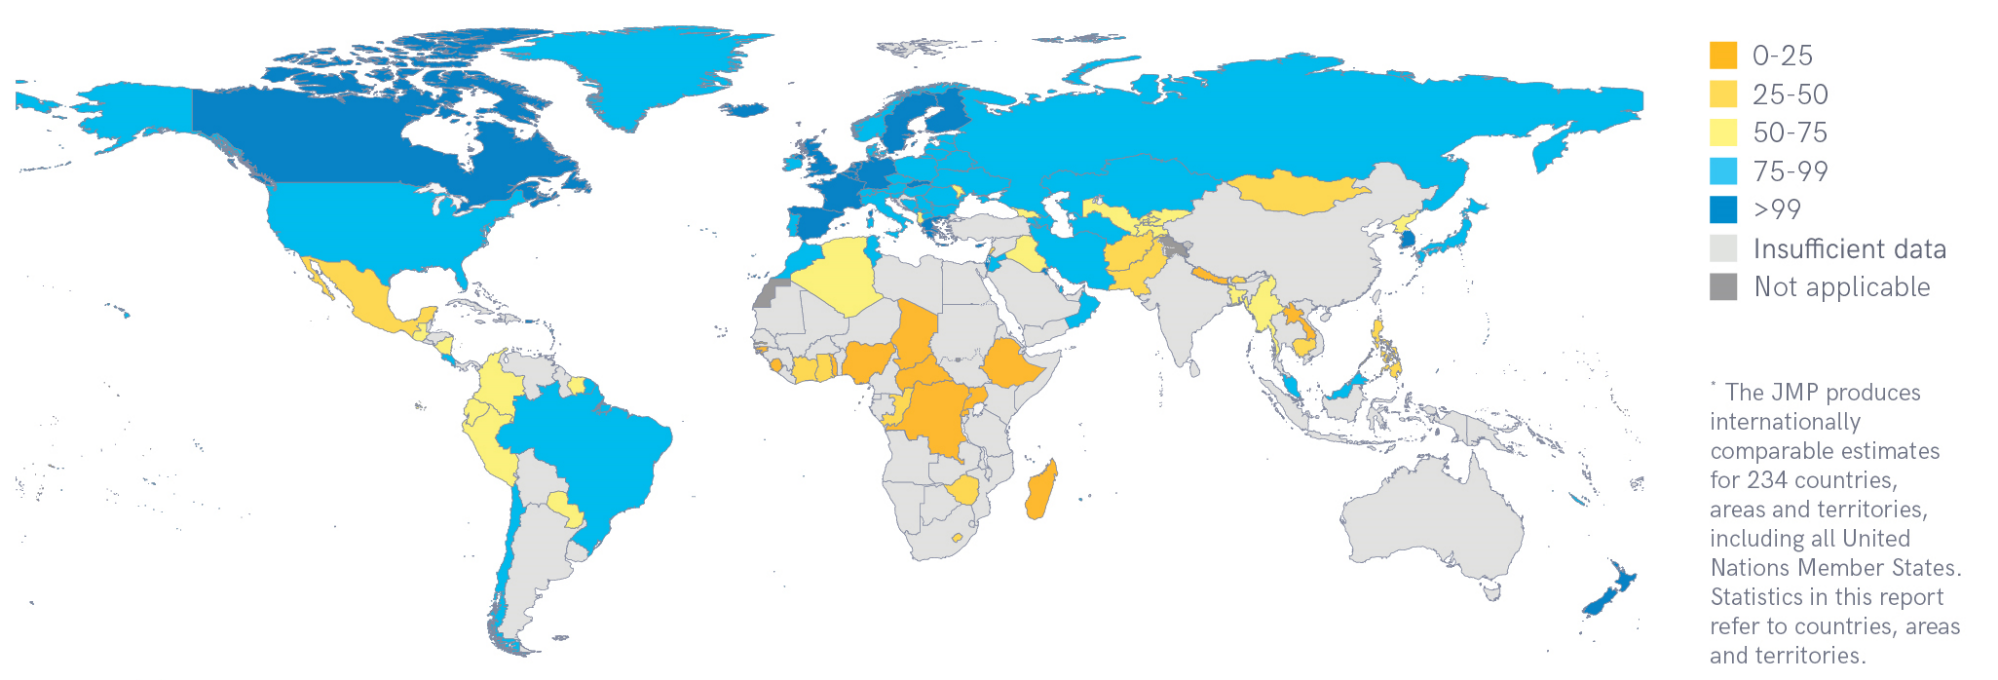 0-25
25-50
50-75
75-99
>99
Insufficient data
Not applicable
* The JMP produces
internationally
comparable estimates
for 234 countries,
areas and territories,
including all United
Nations Member States.
Statistics in this report
refer to countries, areas
and territories.